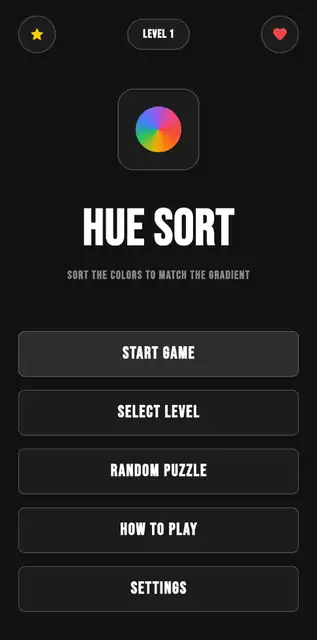 LEVEL 1
HUE SORT
SORT THE COLORS TO MATCH THE GRADIENT
START GAME
SELECT LEVEL
RANDOM PUZZLE
HOW TO PLAY
SETTINGS